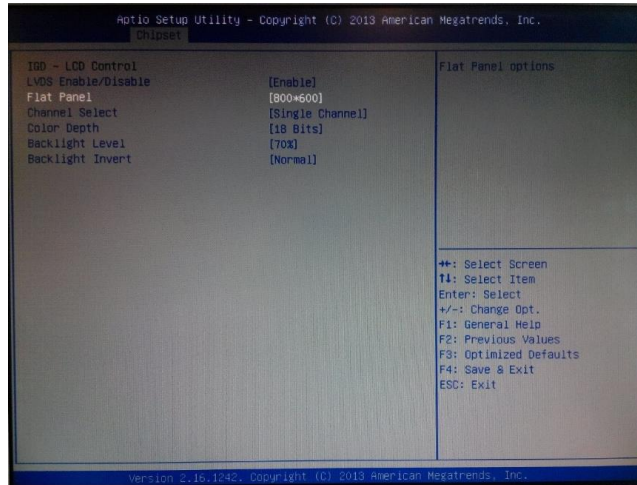 Aptio Setup Utility - Copyright (C) 2013 American Megatrends, Inc.
Chipset
IGD - LCD Control
LVDS Enable/Disable [Enable]
Flat Panel [800*600]
Channel Select [Single Channel]
Color Depth [18 Bits]
Backlight Level [70%]
Backlight Invert [Normal]
Flat Panel options
→←: Select Screen
↑↓: Select Item
Enter: Select
+/-: Change Opt.
F1: General Help
F2: Previous Values
F3: Optimized Defaults
F4: Save & Exit
ESC: Exit
Version 2.16.1242. Copyright (C) 2013 American Megatrends, Inc.